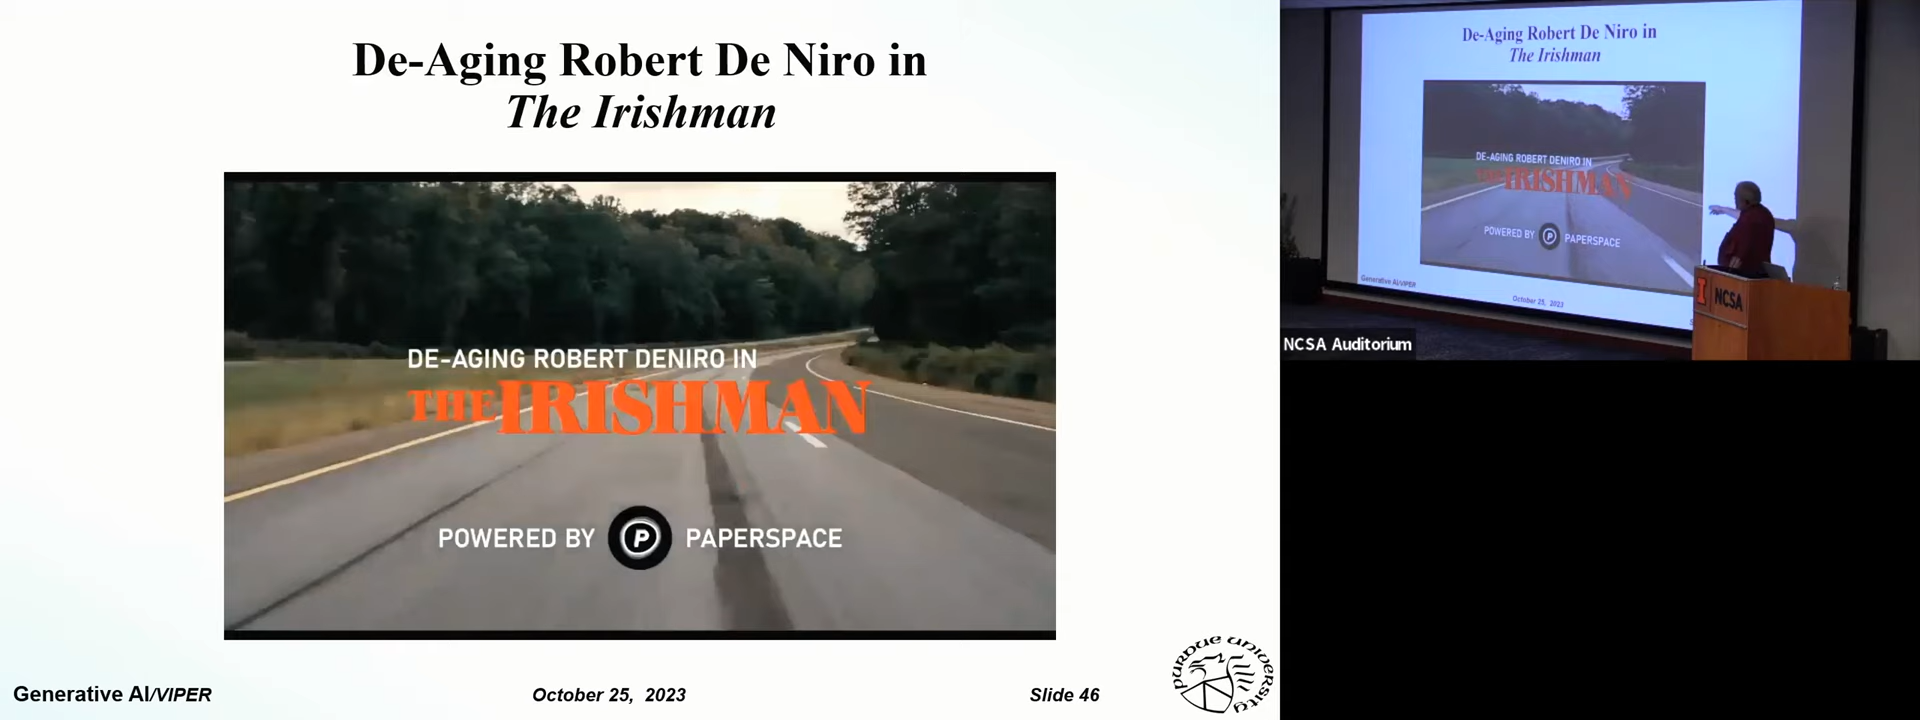 De-Aging Robert De Niro in
The Irishman
DE-AGING ROBERT DENIRO IN
THE IRISHMAN
POWERED BY P PAPERSPACE
Generative AI/VIPER
October 25, 2023
Slide 46
PURDUE UNIVERSITY
De-Aging Robert De Niro in
The Irishman
DE-AGING ROBERT DENIRO IN
THE IRISHMAN
POWERED BY P PAPERSPACE
Generative AI/VIPER
October 25, 2023
I NCSA
NCSA Auditorium